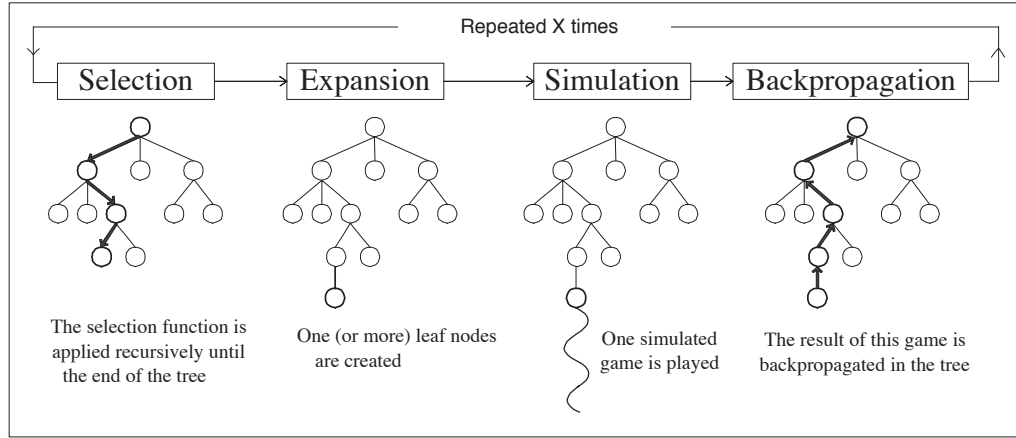 Repeated X times
Selection
Expansion
Simulation
Backpropagation
The selection function is
applied recursively until
the end of the tree
One (or more) leaf nodes
are created
One simulated
game is played
The result of this game is
backpropagated in the tree